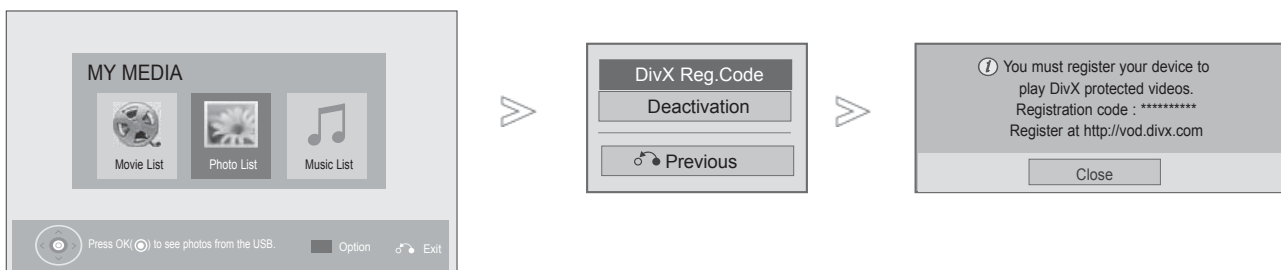 MY MEDIA
Movie List
Photo List
Music List
Press OK(◉) to see photos from the USB.
Option
Exit
DivX Reg.Code
Deactivation
Previous
i You must register your device to
play DivX protected videos.
Registration code : **********
Register at http://vod.divx.com
Close